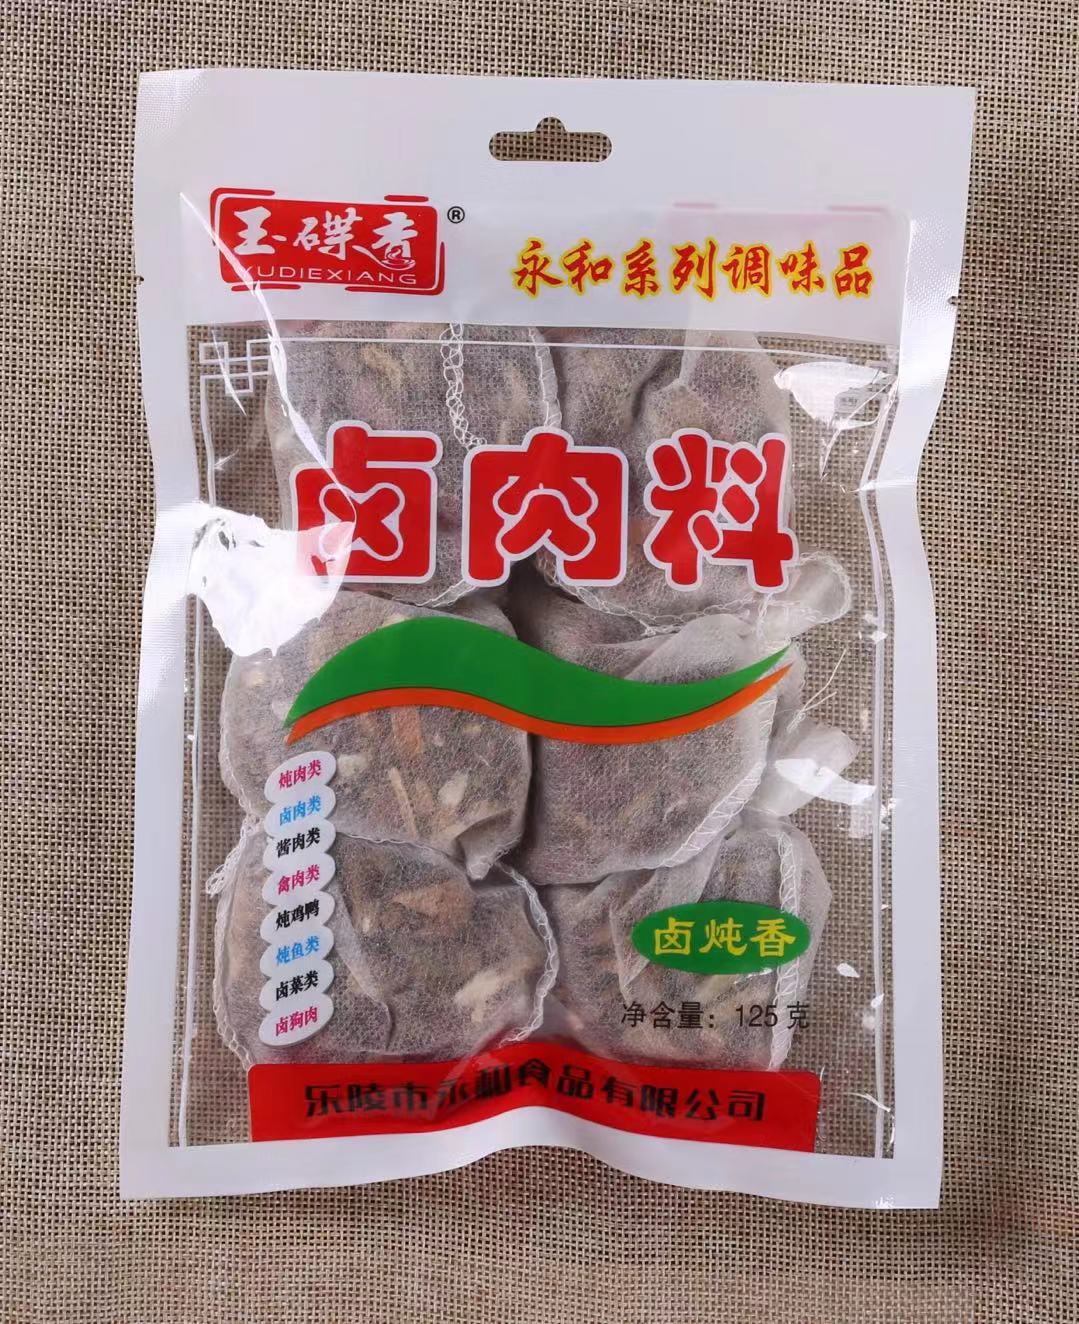 玉碟香®
YUDIEXIANG
永和系列调味品
卤肉料
炖肉类
卤肉类
酱肉类
禽肉类
炖鸡鸭
炖鱼类
卤菜类
卤狗肉
卤炖香
净含量：125克
乐陵市永和食品有限公司